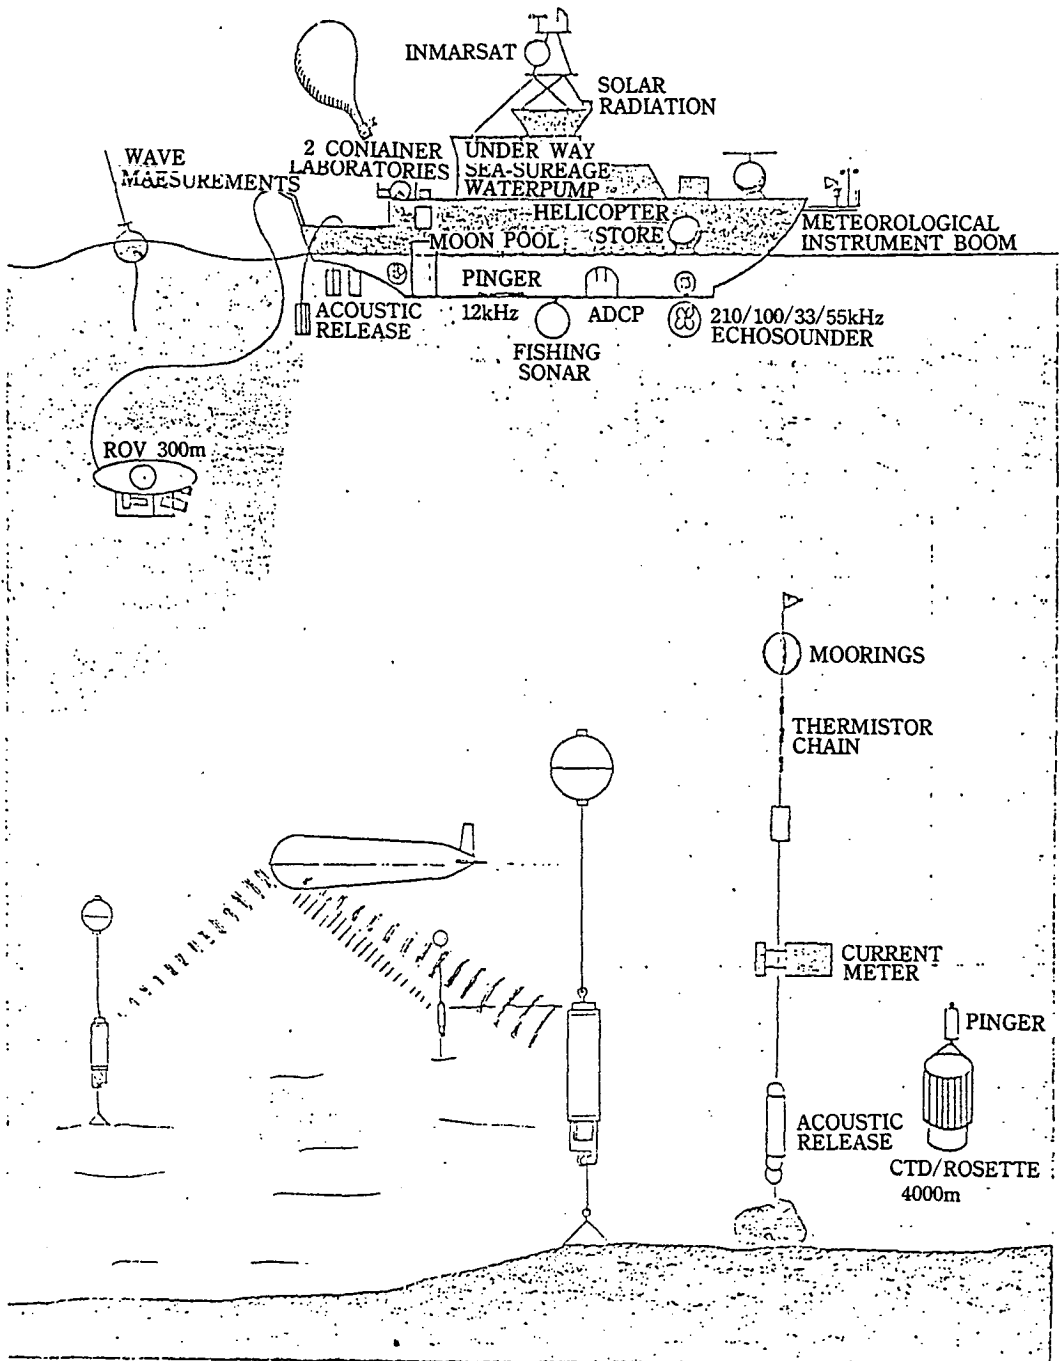 INMARSAT
SOLAR
RADIATION
2 CONIAINER
LABORATORIES
UNDER WAY
SEA-SUREAGE
WATERPUMP
WAVE
MAESUREMENTS
HELICOPTER
STORE
METEOROLOGICAL
INSTRUMENT BOOM
MOON POOL
PINGER
12kHz
ACOUSTIC
RELEASE
ADCP
210/100/33/55kHz
ECHOSOUNDER
FISHING
SONAR
ROV 300m
MOORINGS
THERMISTOR
CHAIN
CURRENT
METER
PINGER
ACOUSTIC
RELEASE
CTD/ROSETTE
4000m